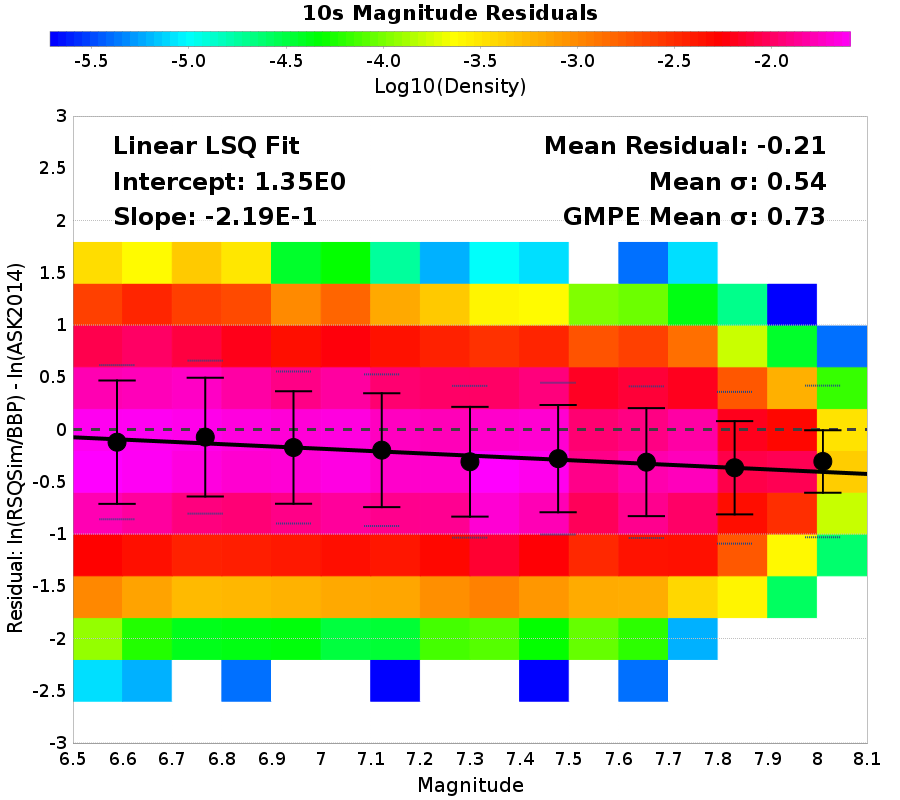 10s Magnitude Residuals
-5.5 -5.0 -4.5 -4.0 -3.5 -3.0 -2.5 -2.0
Log10(Density)
Linear LSQ Fit
Intercept: 1.35E0
Slope: -2.19E-1
Mean Residual: -0.21
Mean σ: 0.54
GMPE Mean σ: 0.73
Residual: ln(RSQSim/BBP) - ln(ASK2014)
3
2.5
2
1.5
1
0.5
0
-0.5
-1
-1.5
-2
-2.5
-3
6.5 6.6 6.7 6.8 6.9 7 7.1 7.2 7.3 7.4 7.5 7.6 7.7 7.8 7.9 8 8.1
Magnitude